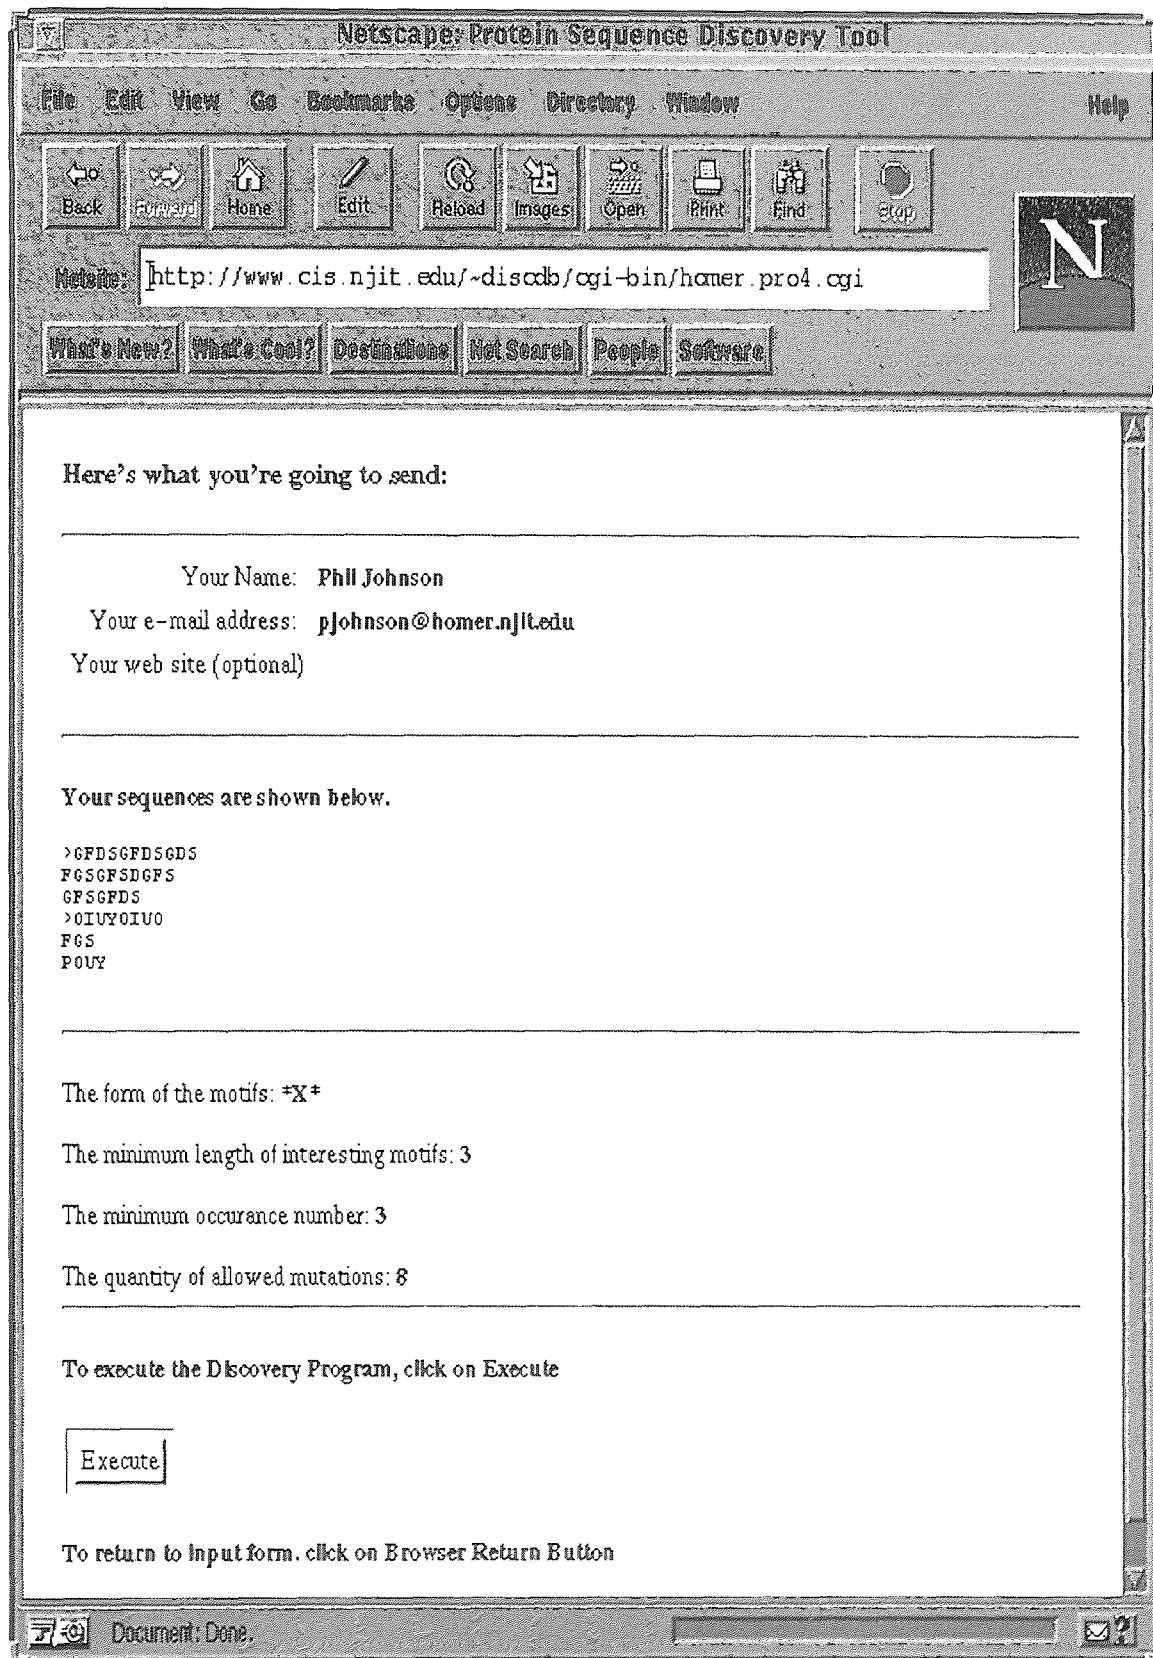 Netscape: Protein Sequence Discovery Tool
File Edit View Go Bookmarks Options Directory Window Help
Back Forward Home Edit Reload Images Open Print Find Stop
N
Netsite: http://www.cis.njit.edu/~discdb/cgi-bin/homer.pro4.cgi
What's New? What's Cool? Destinations Net Search People Software
Here's what you're going to send:
Your Name: Phil Johnson
Your e-mail address: pjohnson@homer.njit.edu
Your web site (optional)
Your sequences are shown below.
>GFDSGFDSGDS
FGSGFSDGFS
GFSGFDS
>OIUYOIUO
FGS
POUY
The form of the motifs: *X*
The minimum length of interesting motifs: 3
The minimum occurance number: 3
The quantity of allowed mutations: 8
To execute the Discovery Program, click on Execute
Execute
To return to input form. click on Browser Return Button
Document: Done.
?